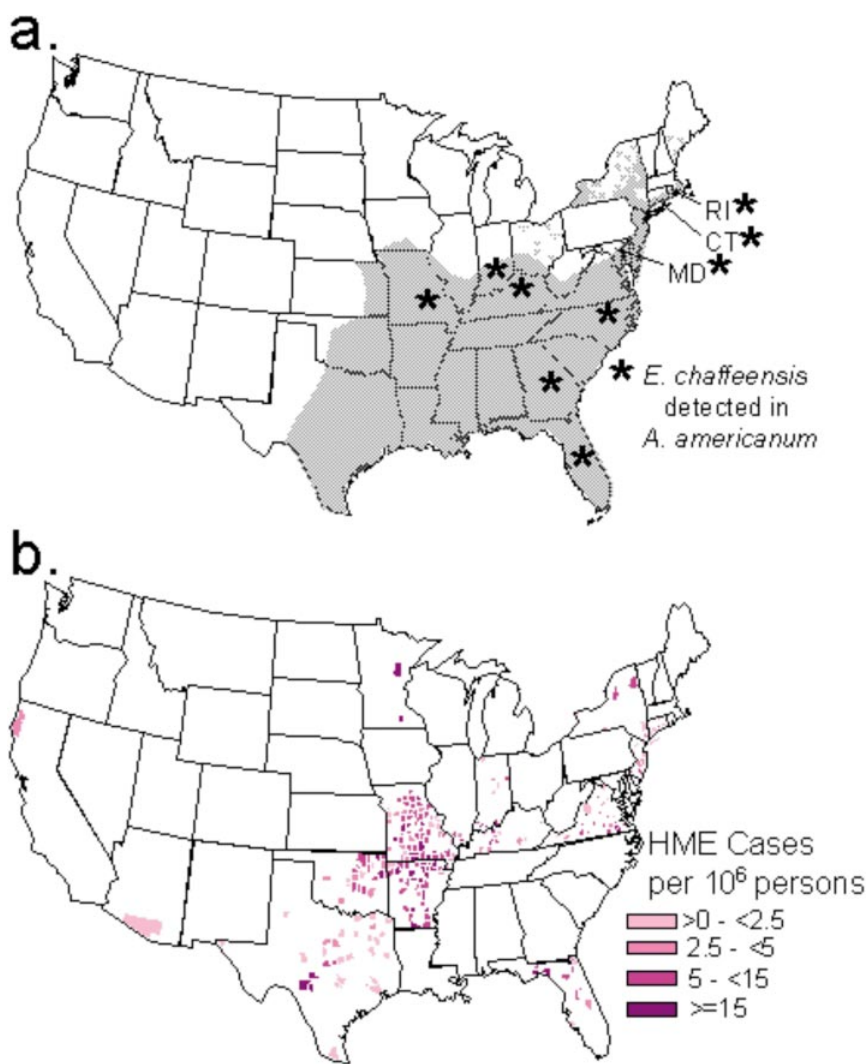 a.
RI*
CT*
MD*
* E. chaffeensis
detected in
A. americanum
b.
HME Cases
per 10⁶ persons
>0 - <2.5
2.5 - <5
5 - <15
>=15